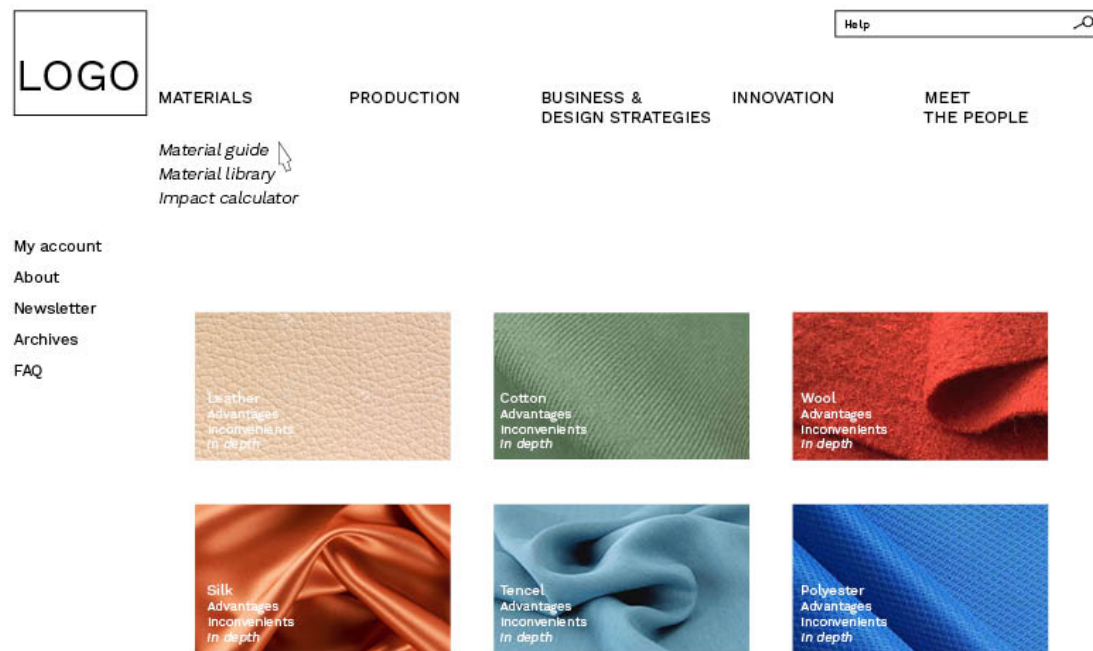 Help
LOGO
MATERIALS
PRODUCTION
BUSINESS &
DESIGN STRATEGIES
INNOVATION
MEET
THE PEOPLE
Material guide
Material library
Impact calculator
My account
About
Newsletter
Archives
FAQ
Leather
Advantages
Inconvenients
In depth
Cotton
Advantages
Inconvenients
In depth
Wool
Advantages
Inconvenients
In depth
Silk
Advantages
Inconvenients
In depth
Tencel
Advantages
Inconvenients
In depth
Polyester
Advantages
Inconvenients
In depth